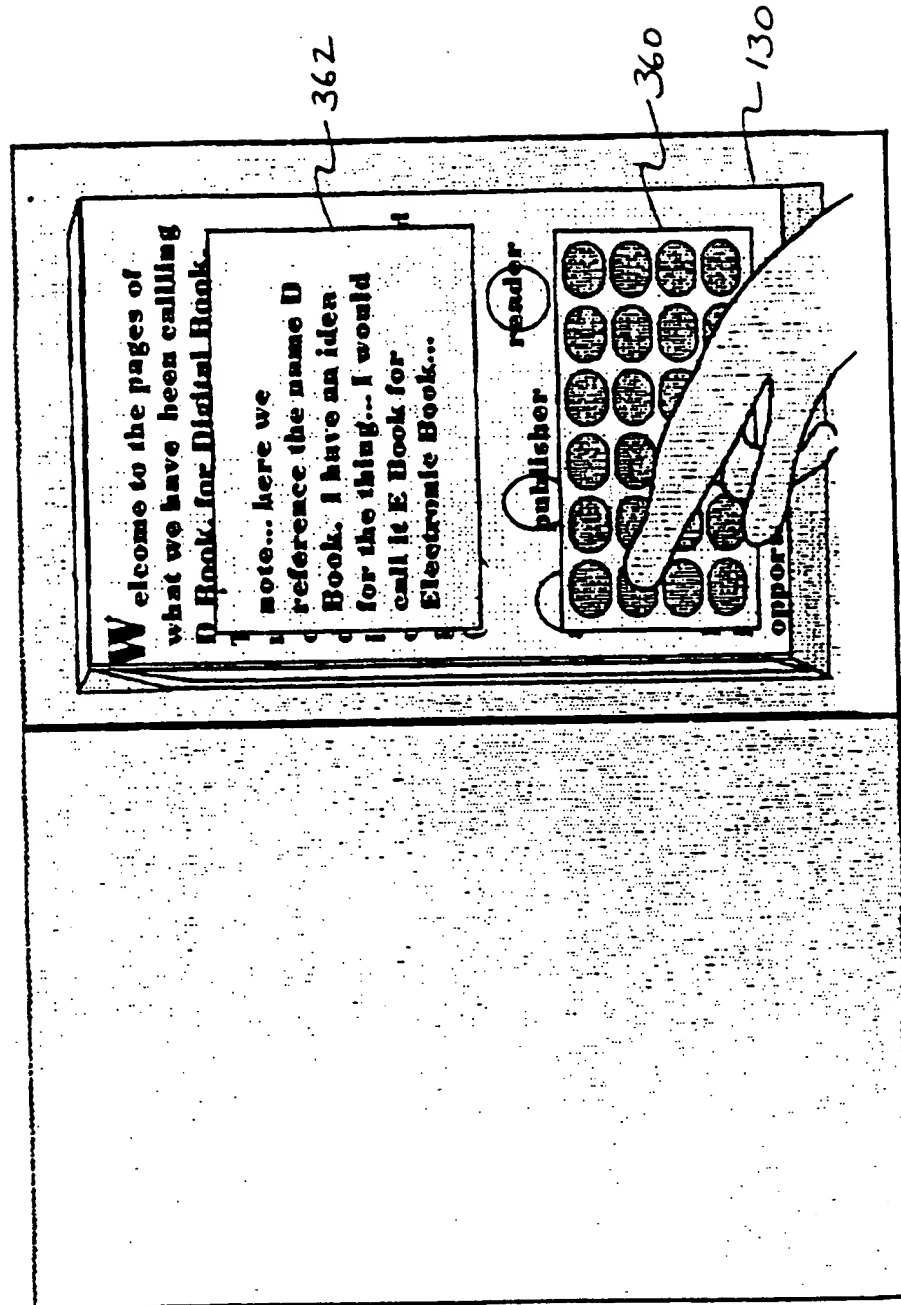 Welcome to the pages of
what we have been callling
D Book, for Digital Book.
note... here we
reference the name D
Book. I have an idea
for the thing... I would
call it E Book for
Electronic Book...
362
publisher reader
360
oppor
130